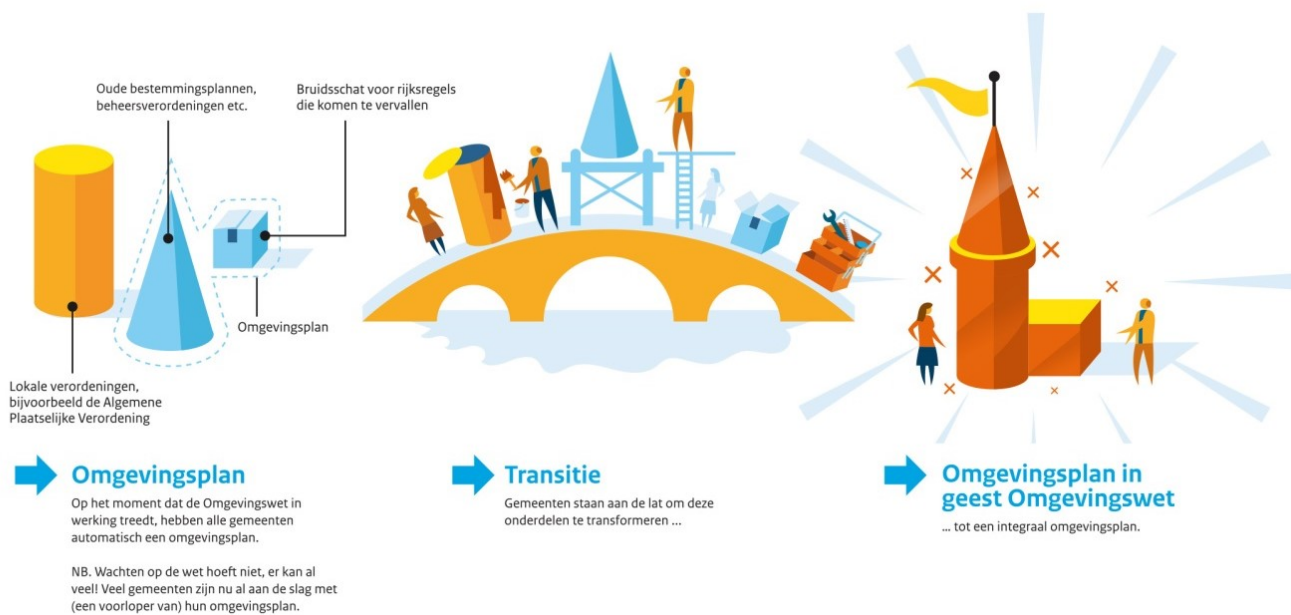 Oude bestemmingsplannen,
beheersverordeningen etc.
Bruidsschat voor rijksregels
die komen te vervallen
Omgevingsplan
Lokale verordeningen,
bijvoorbeeld de Algemene
Plaatselijke Verordening
Omgevingsplan
Op het moment dat de Omgevingswet in
werking treedt, hebben alle gemeenten
automatisch een omgevingsplan.
NB. Wachten op de wet hoeft niet, er kan al
veel! Veel gemeenten zijn nu al aan de slag met
(een voorloper van) hun omgevingsplan.
Transitie
Gemeenten staan aan de lat om deze
onderdelen te transformeren ...
Omgevingsplan in
geest Omgevingswet
... tot een integraal omgevingsplan.